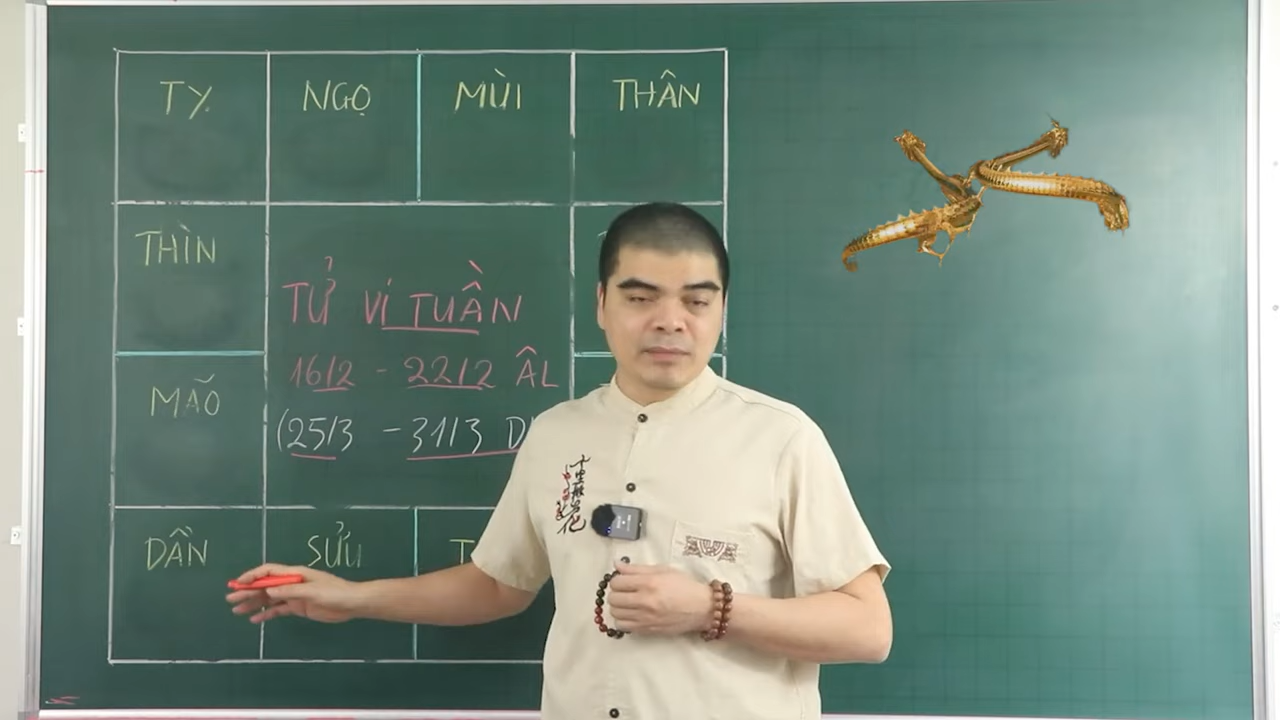 TỴ NGỌ MÙI THÂN
THÌN
TỬ VI TUẦN
16/2 - 22/2 ÂL
MÃO
(25/3 - 31/3 D
DẦN SỬU T